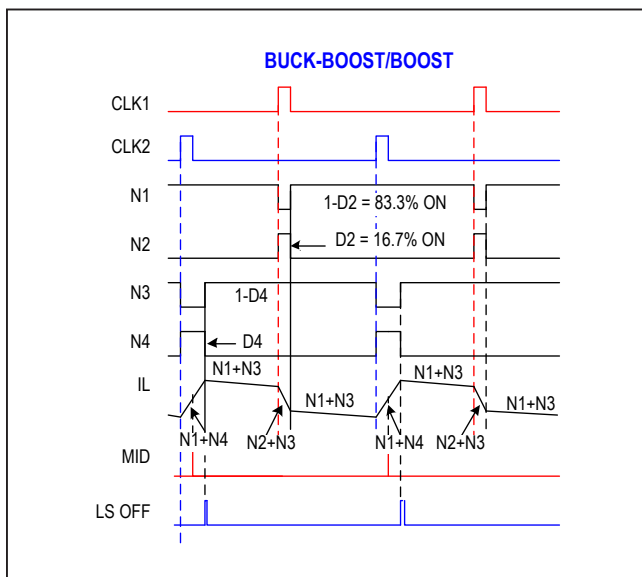 BUCK-BOOST/BOOST
CLK1
CLK2
N1
1-D2 = 83.3% ON
N2
D2 = 16.7% ON
N3
1-D4
N4
D4
N1+N3
IL
N1+N3
N1+N3
N1+N3
N1+N4
N2+N3
N1+N4
N2+N3
MID
LS OFF